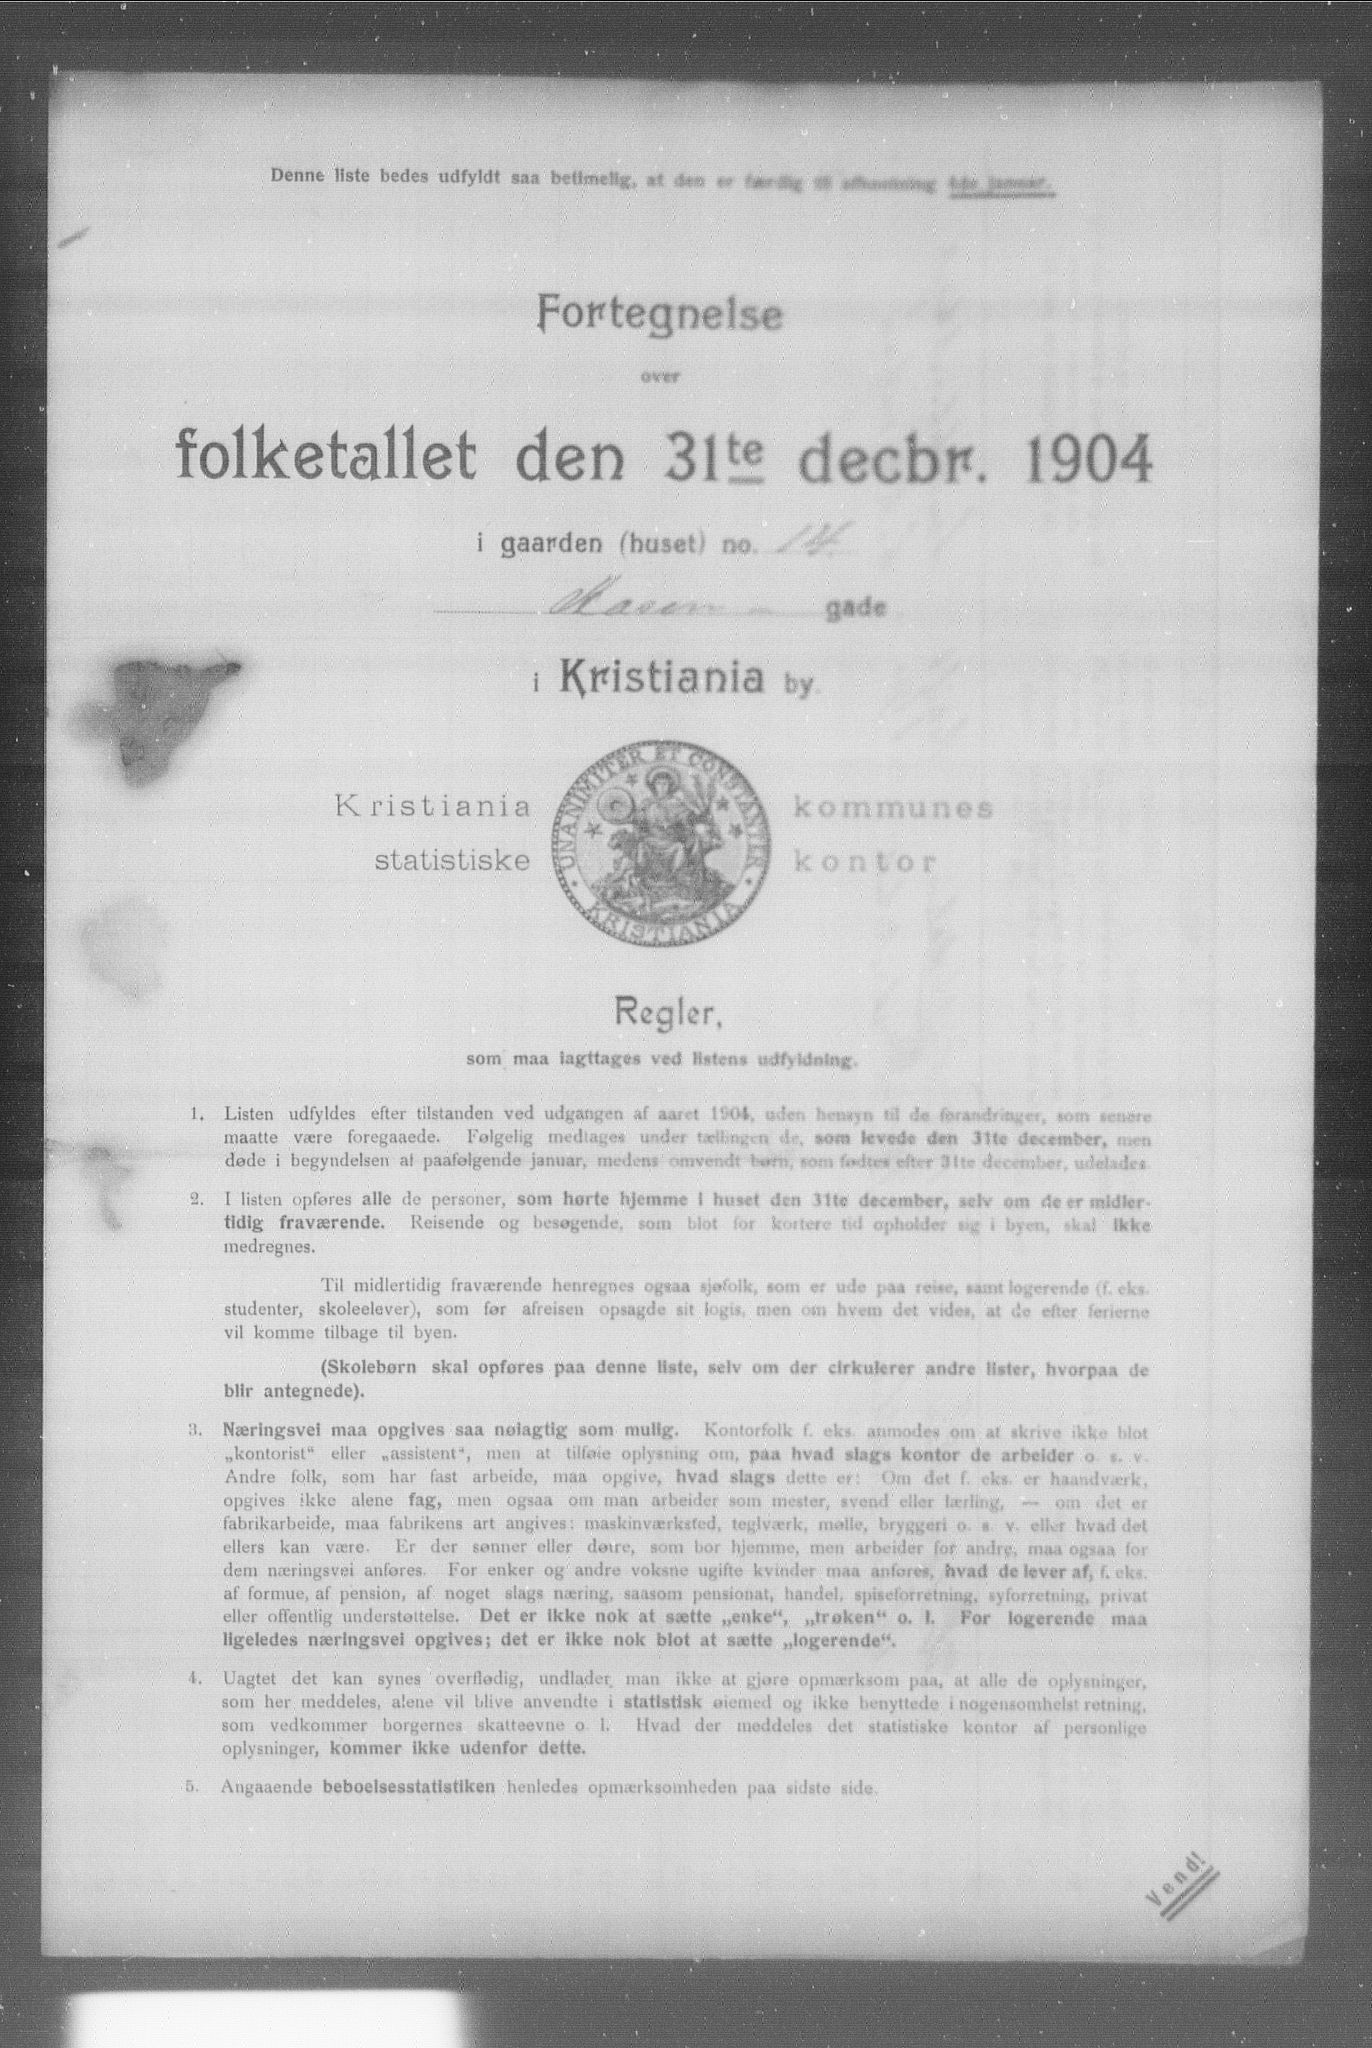 Denne liste bedes udfyldt saa betimelig, at den er færdig til afhentning 4de januar.
Fortegnelse
over
folketallet den 31te decbr. 1904
i gaarden (huset) no. 14.
gade
i Kristiania by.
Kristiania kommunes
statistiske kontor
UNANIMITER ET CONSTANTER
KRISTIANIA
Regler,
som maa iagttages ved listens udfyldning.
1. Listen udfyldes efter tilstanden ved udgangen af aaret 1904, uden hensyn til de forandringer, som senere
maatte være foregaaede. Følgelig medtages under tællingen de, som levede den 31te december, men
døde i begyndelsen af paafølgende januar, medens omvendt børn, som fødtes efter 31te december, udelades.
2. I listen opføres alle de personer, som hørte hjemme i huset den 31te december, selv om de er midler-
tidig fraværende. Reisende og besøgende, som blot for kortere tid opholder sig i byen, skal ikke
medregnes.
Til midlertidig fraværende henregnes ogsaa sjøfolk, som er ude paa reise, samt logerende (f. eks.
studenter, skoleelever), som før afreisen opsagde sit logis, men om hvem det vides, at de efter ferierne
vil komme tilbage til byen.
(Skolebørn skal opføres paa denne liste, selv om der cirkulerer andre lister, hvorpaa de
blir antegnede).
3. Næringsvei maa opgives saa nøiagtig som mulig. Kontorfolk f. eks. anmodes om at skrive ikke blot
„kontorist“ eller „assistent“, men at tilføie oplysning om, paa hvad slags kontor de arbeider o. s. v.
Andre folk, som har fast arbeide, maa opgive, hvad slags dette er: Om det f. eks. er haandværk,
opgives ikke alene fag, men ogsaa om man arbeider som mester, svend eller lærling, — om det er
fabrikarbeide, maa fabrikens art angives: maskinværksted, teglværk, mølle, bryggeri o. s. v. eller hvad det
ellers kan være. Er der sønner eller døtre, som bor hjemme, men arbeider for andre, maa ogsaa for
dem næringsvei anføres. For enker og andre voksne ugifte kvinder maa anføres, hvad de lever af, f. eks.
af formue, af pension, af noget slags næring, saasom pensionat, handel, spiseforretning, syforretning, privat
eller offentlig understøttelse. Det er ikke nok at sætte „enke“, „frøken“ o. l. For logerende maa
ligeledes næringsvei opgives; det er ikke nok blot at sætte „logerende“.
4. Uagtet det kan synes overflødig, undlader man ikke at gjøre opmærksom paa, at alle de oplysninger,
som her meddeles, alene vil blive anvendte i statistisk øiemed og ikke benyttede i nogensomhelst retning,
som vedkommer borgernes skatteevne o. l. Hvad der meddeles det statistiske kontor af personlige
oplysninger, kommer ikke udenfor dette.
5. Angaaende beboelsesstatistiken henledes opmærksomheden paa sidste side.
Vend!